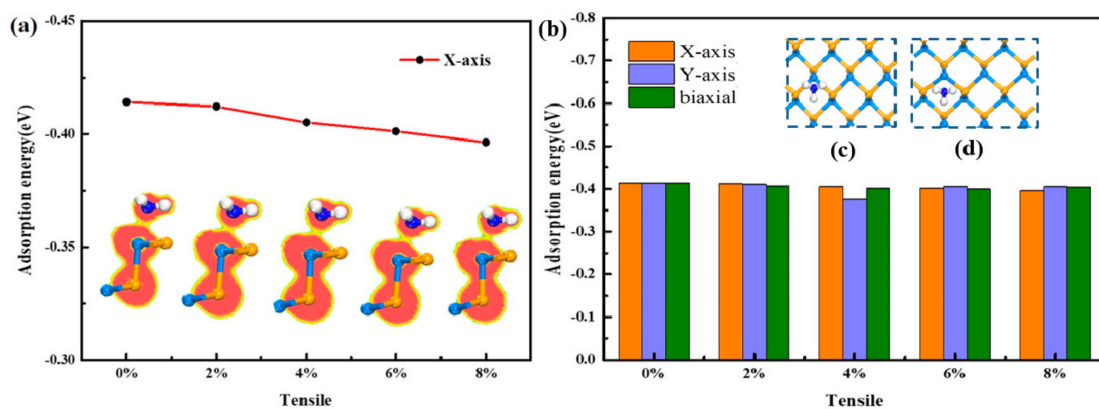 (a)
-0.45
-0.40
-0.35
-0.30
Adsorption energy(eV)
X-axis
0%
2%
4%
6%
8%
Tensile
(b)
-0.8
-0.7
-0.6
-0.5
-0.4
-0.3
-0.2
-0.1
0.0
Adsorption energy(eV)
X-axis
Y-axis
biaxial
(c)
(d)
0%
2%
4%
6%
8%
Tensile